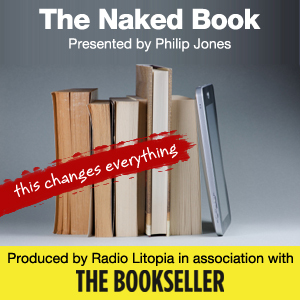 The Naked Book
Presented by Philip Jones
this changes everything
Produced by Radio Litopia in association with
THE BOOKSELLER